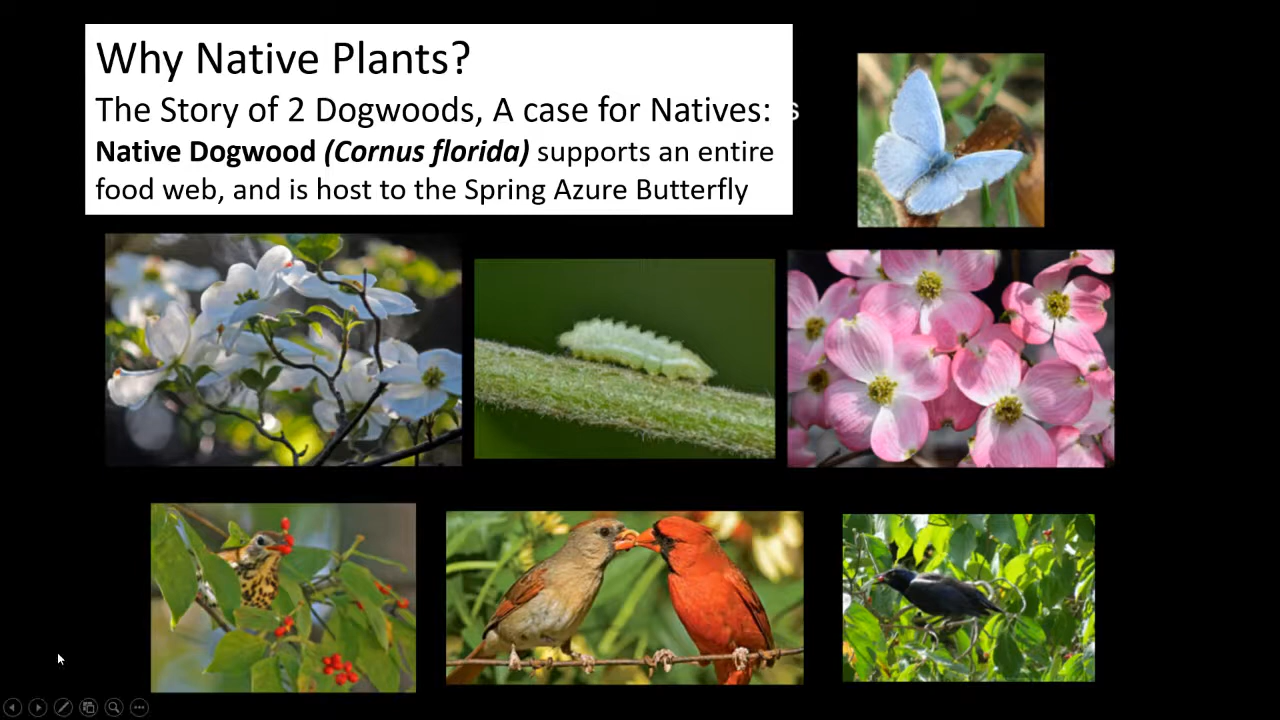 Why Native Plants?
The Story of 2 Dogwoods, A case for Natives:
Native Dogwood (Cornus florida) supports an entire
food web, and is host to the Spring Azure Butterfly